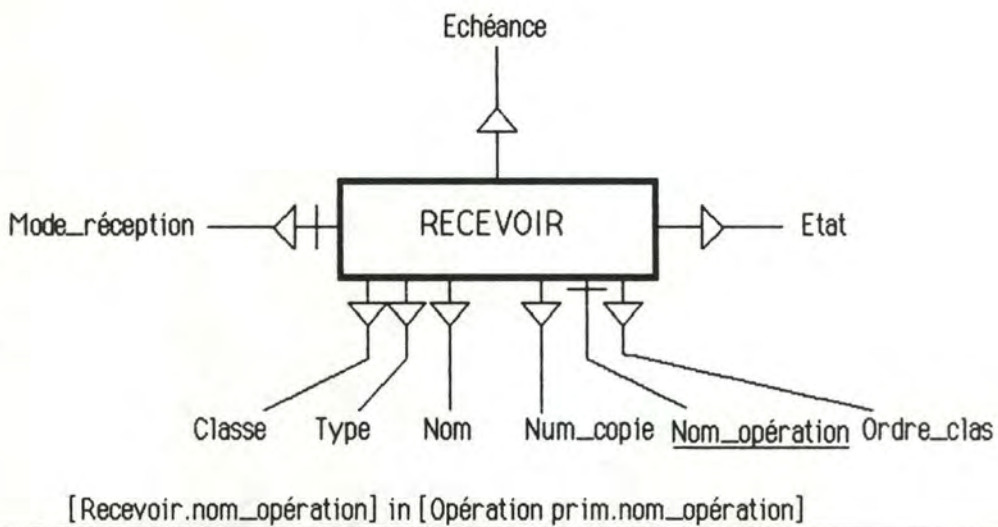 Echéance
Mode_réception
RECEVOIR
Etat
Classe Type Nom Num_copie Nom_opération Ordre_clas
[Recevoir.nom_opération] in [Opération prim.nom_opération]